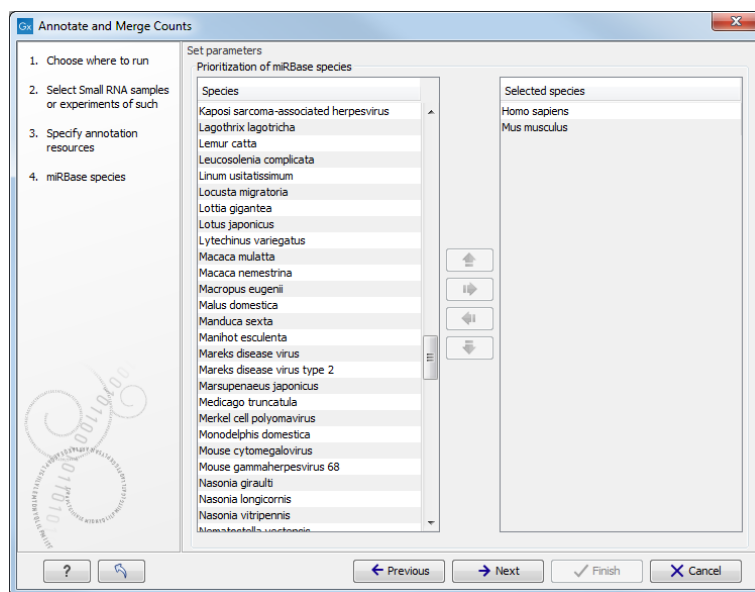 Gx Annotate and Merge Counts
1. Choose where to run
2. Select Small RNA samples
or experiments of such
3. Specify annotation
resources
4. miRBase species
Set parameters
Prioritization of miRBase species
Species
Kaposi sarcoma-associated herpesvirus
Lagothrix lagotricha
Lemur catta
Leucosolenia complicata
Linum usitatissimum
Locusta migratoria
Lottia gigantea
Lotus japonicus
Lytechinus variegatus
Macaca mulatta
Macaca nemestrina
Macropus eugenii
Malus domestica
Manduca sexta
Manihot esculenta
Mareks disease virus
Mareks disease virus type 2
Marsupenaeus japonicus
Medicago truncatula
Merkel cell polyomavirus
Monodelphis domestica
Mouse cytomegalovirus
Mouse gammaherpesvirus 68
Nasonia giraulti
Nasonia longicornis
Nasonia vitripennis
Nematostella vectensis
Selected species
Homo sapiens
Mus musculus
?
Previous
Next
Finish
Cancel